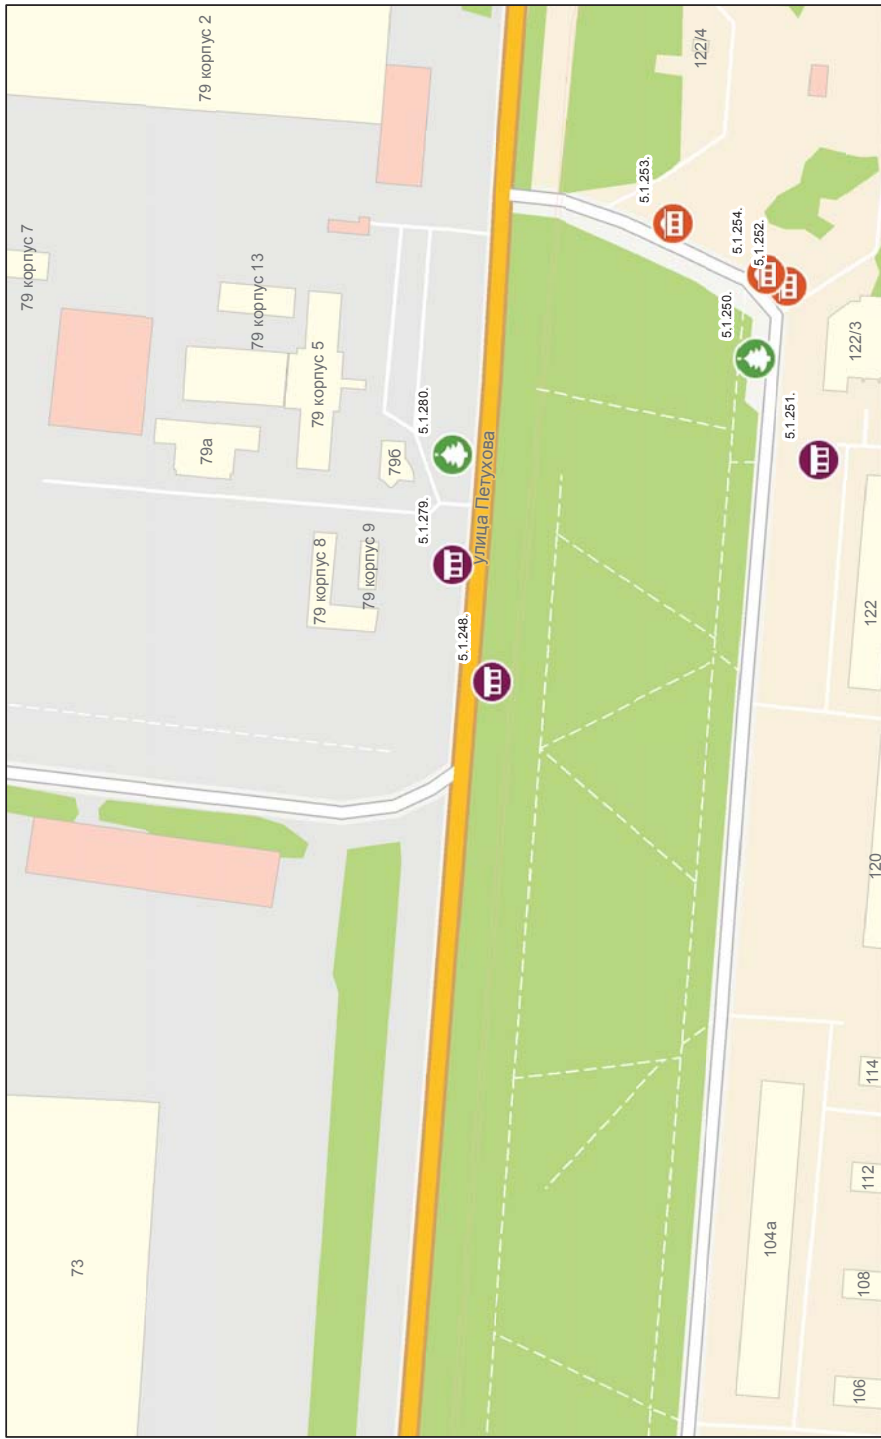 79 корпус 2
122/4
79 корпус 7
5.1.253.
5.1.254.
5.1.252.
79 корпус 13
5.1.250.
79 корпус 5
122/3
5.1.280.
79а
79б
5.1.251.
улица Петухова
5.1.279.
79 корпус 8
79 корпус 9
5.1.248.
122
120
114
73
104а
112
108
106